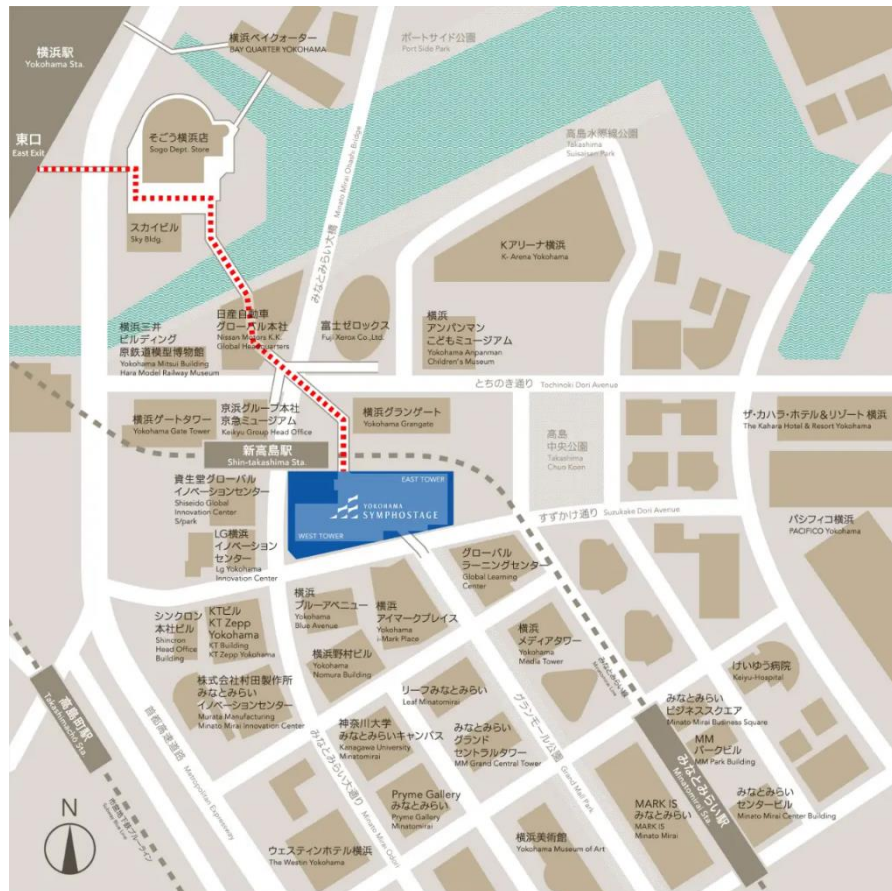 横浜駅
Yokohama Sta.
東口
East Exit
横浜ベイクォーター
BAY QUARTER YOKOHAMA
ポートサイド公園
Port Side Park
そごう横浜店
Sogo Dept. Store
スカイビル
Sky Bldg.
みなとみらい大橋 Minato Mirai Ohashi Bridge
高島水際線公園
Takashima
Suisaisen Park
Kアリーナ横浜
K- Arena Yokohama
横浜三井
ビルディング
原鉄道模型博物館
Yokohama Mitsui Building
Hara Model Railway Museum
日産自動車
グローバル本社
Nissan Motors K.K.
Global Headquarters
富士ゼロックス
Fuji Xerox Co.,Ltd.
横浜
アンパンマン
こどもミュージアム
Yokohama Anpanman
Children's Museum
とちのき通り Tochinoki Dori Avenue
横浜ゲートタワー
Yokohama Gate Tower
京浜グループ本社
京急ミュージアム
Keikyu Group Head Office
横浜グランゲート
Yokohama Grangate
高島
中央公園
Takashima
Chuo Koen
ザ・カハラ・ホテル&リゾート 横浜
The Kahara Hotel & Resort Yokohama
新高島駅
Shin-takashima Sta.
資生堂グローバル
イノベーションセンター
Shiseido Global
Innovation Center
S/park
EAST TOWER
YOKOHAMA
SYMPHOSTAGE
WEST TOWER
すずかけ通り Suzukake Dori Avenue
パシフィコ横浜
PACIFICO Yokohama
LG横浜
イノベーション
センター
Lg Yokohama
Innovation Center
グローバル
ラーニングセンター
Global Learning
Center
シンクロン
本社ビル
Shincron
Head Office
Building
KTビル
KT Zepp
Yokohama
KT Building
KT Zepp Yokohama
横浜
ブルーアベニュー
Yokohama
Blue Avenue
横浜
アイマークプレイス
Yokohama
i-Mark Place
横浜
メディアタワー
Yokohama
Media Tower
横浜野村ビル
Yokohama
Nomura Building
けいゆう病院
Keiyu-Hospital
株式会社村田製作所
みなとみらい
イノベーションセンター
Murata Manufacturing
Minato Mirai Innovation Center
リーフみなとみらい
Leaf Minatomirai
みなとみらい線
Minatomirai Line
みなとみらい
ビジネススクエア
Minato Mirai Business Square
高島町駅
Takashimachō Sta
首都高速道路 Metropolitan Expressway
神奈川大学
みなとみらいキャンパス
Kanagawa University
Minatomirai
みなとみらい
グランド
セントラルタワー
MM Grand Central Tower
グランモール公園 Grand Mall Park
MM
パークビル
MM Park Building
みなとみらい大通り Minato Mirai Odori
みなとみらい駅
Minatomirai Sta
Pryme Gallery
みなとみらい
Pryme Gallery
Minatomirai
MARK IS
みなとみらい
MARK IS
Minato Mirai
みなとみらい
センタービル
Minato Mirai Center Building
N
市営地下鉄ブルーライン
Subway Blue Line
ウェスティンホテル横浜
The Westin Yokohama
横浜美術館
Yokohama Museum of Art